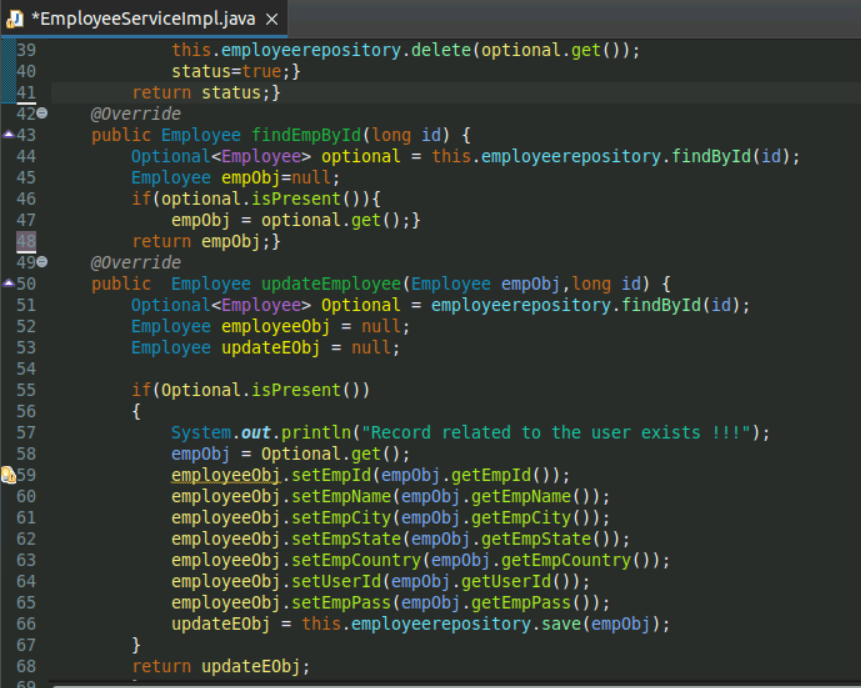 *EmployeeServiceImpl.java ×
39 this.employeerepository.delete(optional.get());
40 status=true;}
41 return status;}
42 @Override
43 public Employee findEmpById(long id) {
44 Optional<Employee> optional = this.employeerepository.findById(id);
45 Employee empObj=null;
46 if(optional.isPresent()){
47 empObj = optional.get();}
48 return empObj;}
49 @Override
50 public  Employee updateEmployee(Employee empObj,long id) {
51 Optional<Employee> Optional = employeerepository.findById(id);
52 Employee employeeObj = null;
53 Employee updateEObj = null;
54
55 if(Optional.isPresent())
56 {
57 System.out.println("Record related to the user exists !!!");
58 empObj = Optional.get();
59 employeeObj.setEmpId(empObj.getEmpId());
60 employeeObj.setEmpName(empObj.getEmpName());
61 employeeObj.setEmpCity(empObj.getEmpCity());
62 employeeObj.setEmpState(empObj.getEmpState());
63 employeeObj.setEmpCountry(empObj.getEmpCountry());
64 employeeObj.setUserId(empObj.getUserId());
65 employeeObj.setEmpPass(empObj.getEmpPass());
66 updateEObj = this.employeerepository.save(empObj);
67 }
68 return updateEObj;
69